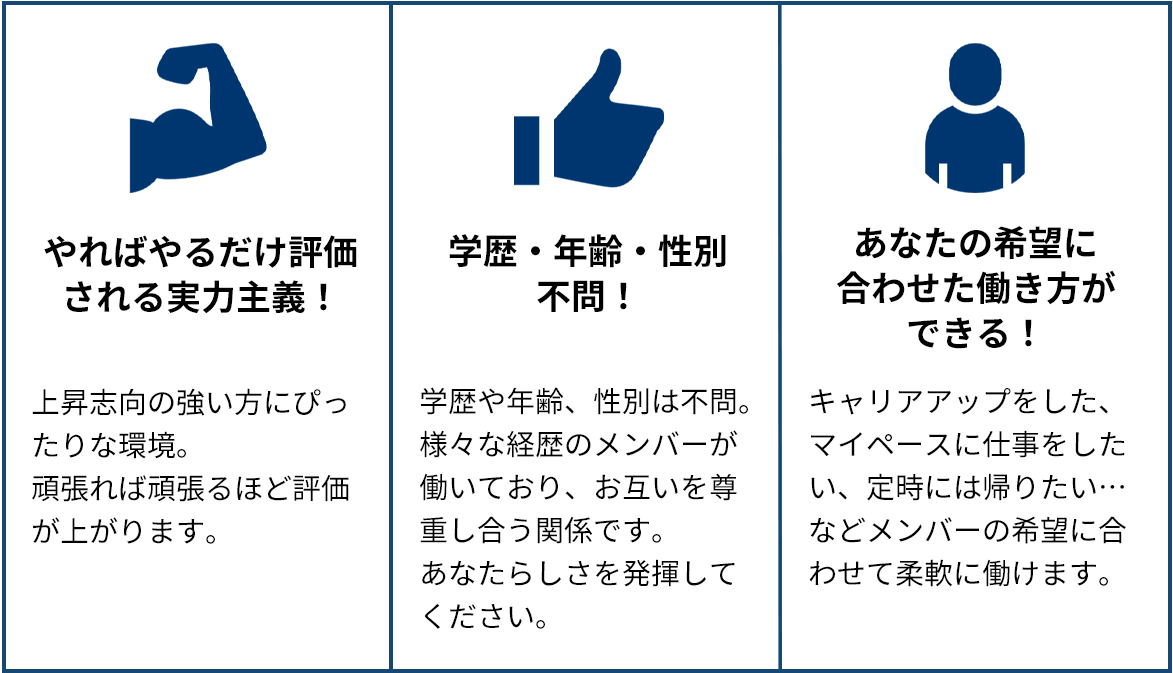 やればやるだけ評価
される実力主義！
上昇志向の強い方にぴっ
たりな環境。
頑張れば頑張るほど評価
が上がります。
学歴・年齢・性別
不問！
学歴や年齢、性別は不問。
様々な経歴のメンバーが
働いており、お互いを尊
重し合う関係です。
あなたらしさを発揮して
ください。
あなたの希望に
合わせた働き方が
できる！
キャリアアップをした、
マイペースに仕事をした
い、定時には帰りたい…
などメンバーの希望に合
わせて柔軟に働けます。